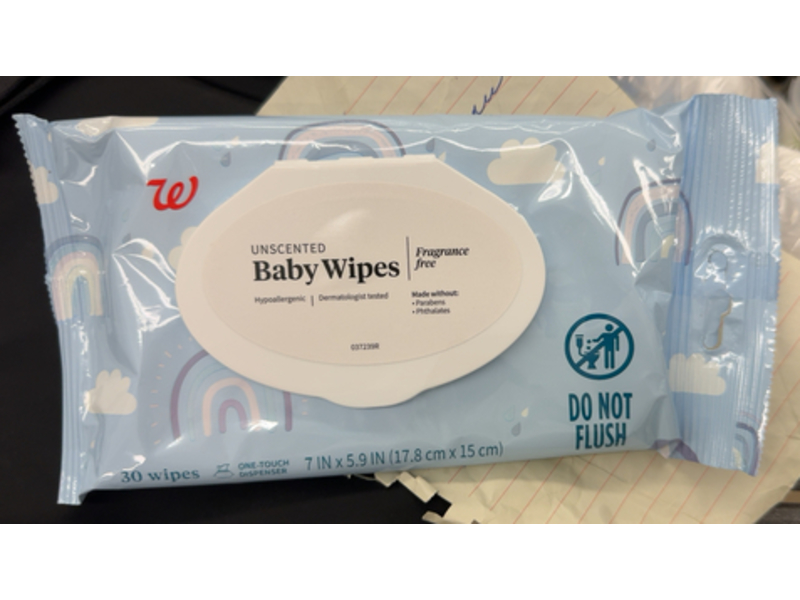 W
UNSCENTED
Baby Wipes
Fragrance
free
Hypoallergenic | Dermatologist tested
Made without:
• Parabens
• Phthalates
037239R
DO NOT
FLUSH
30 wipes
ONE-TOUCH
DISPENSER
7 IN x 5.9 IN (17.8 cm x 15 cm)